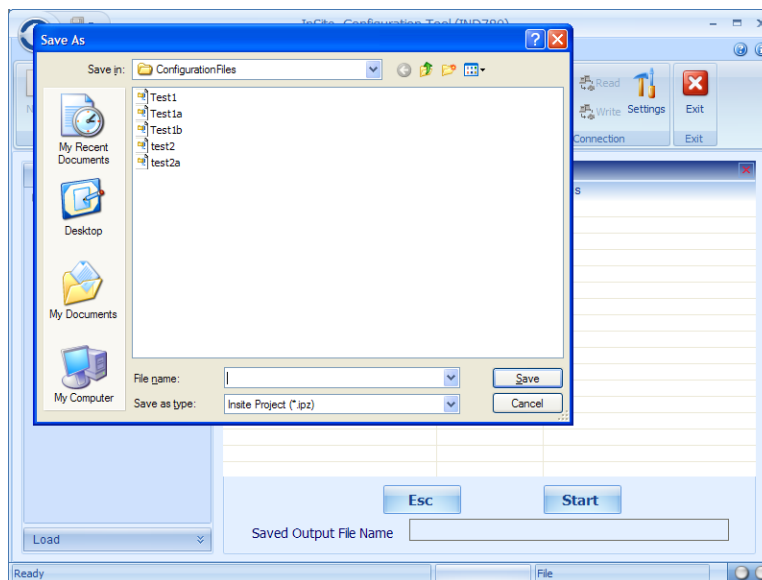 InSite Configuration Tool (IND780)
Save As
Save in:
ConfigurationFiles
Test1
Test1a
Test1b
test2
test2a
My Recent
Documents
Desktop
My Documents
My Computer
File name:
Save
Save as type:
Insite Project (*.ipz)
Cancel
Read
Write
Settings
Exit
Connection
Exit
s
Esc
Start
Load
Saved Output File Name
Ready
File